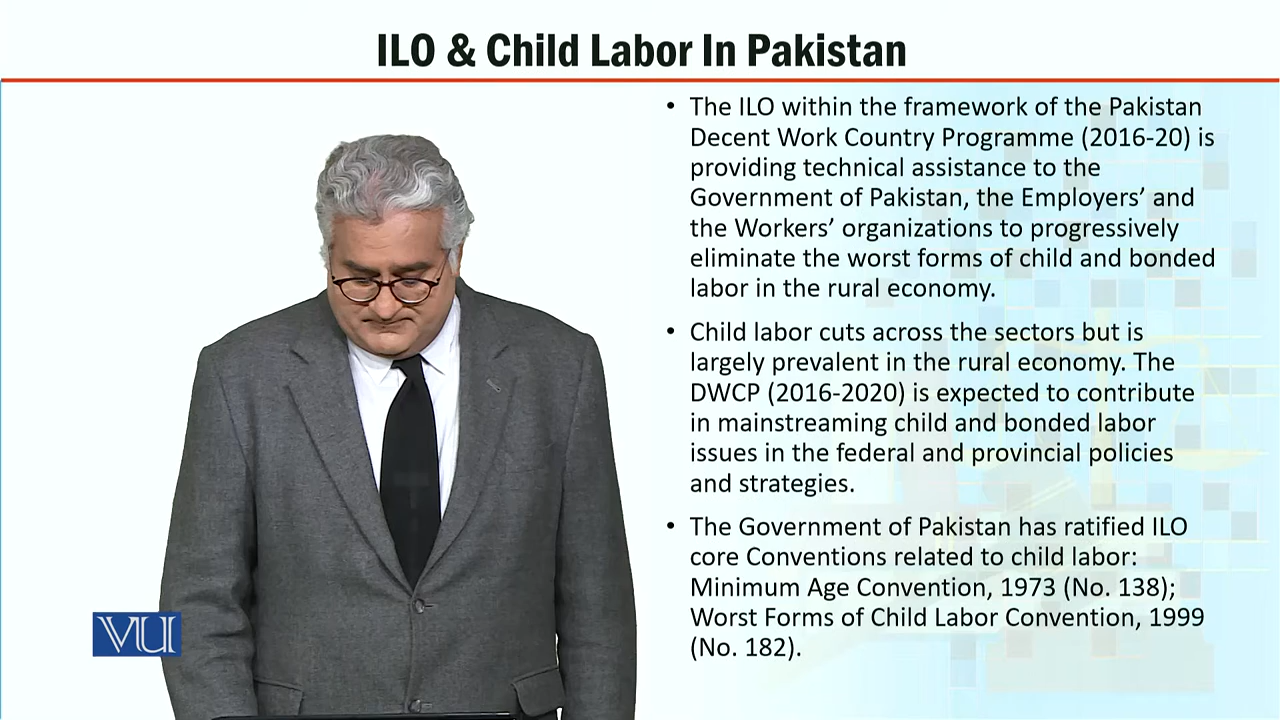 ILO & Child Labor In Pakistan
• The ILO within the framework of the Pakistan
Decent Work Country Programme (2016-20) is
providing technical assistance to the
Government of Pakistan, the Employers’ and
the Workers’ organizations to progressively
eliminate the worst forms of child and bonded
labor in the rural economy.
• Child labor cuts across the sectors but is
largely prevalent in the rural economy. The
DWCP (2016-2020) is expected to contribute
in mainstreaming child and bonded labor
issues in the federal and provincial policies
and strategies.
• The Government of Pakistan has ratified ILO
core Conventions related to child labor:
Minimum Age Convention, 1973 (No. 138);
Worst Forms of Child Labor Convention, 1999
(No. 182).
VU